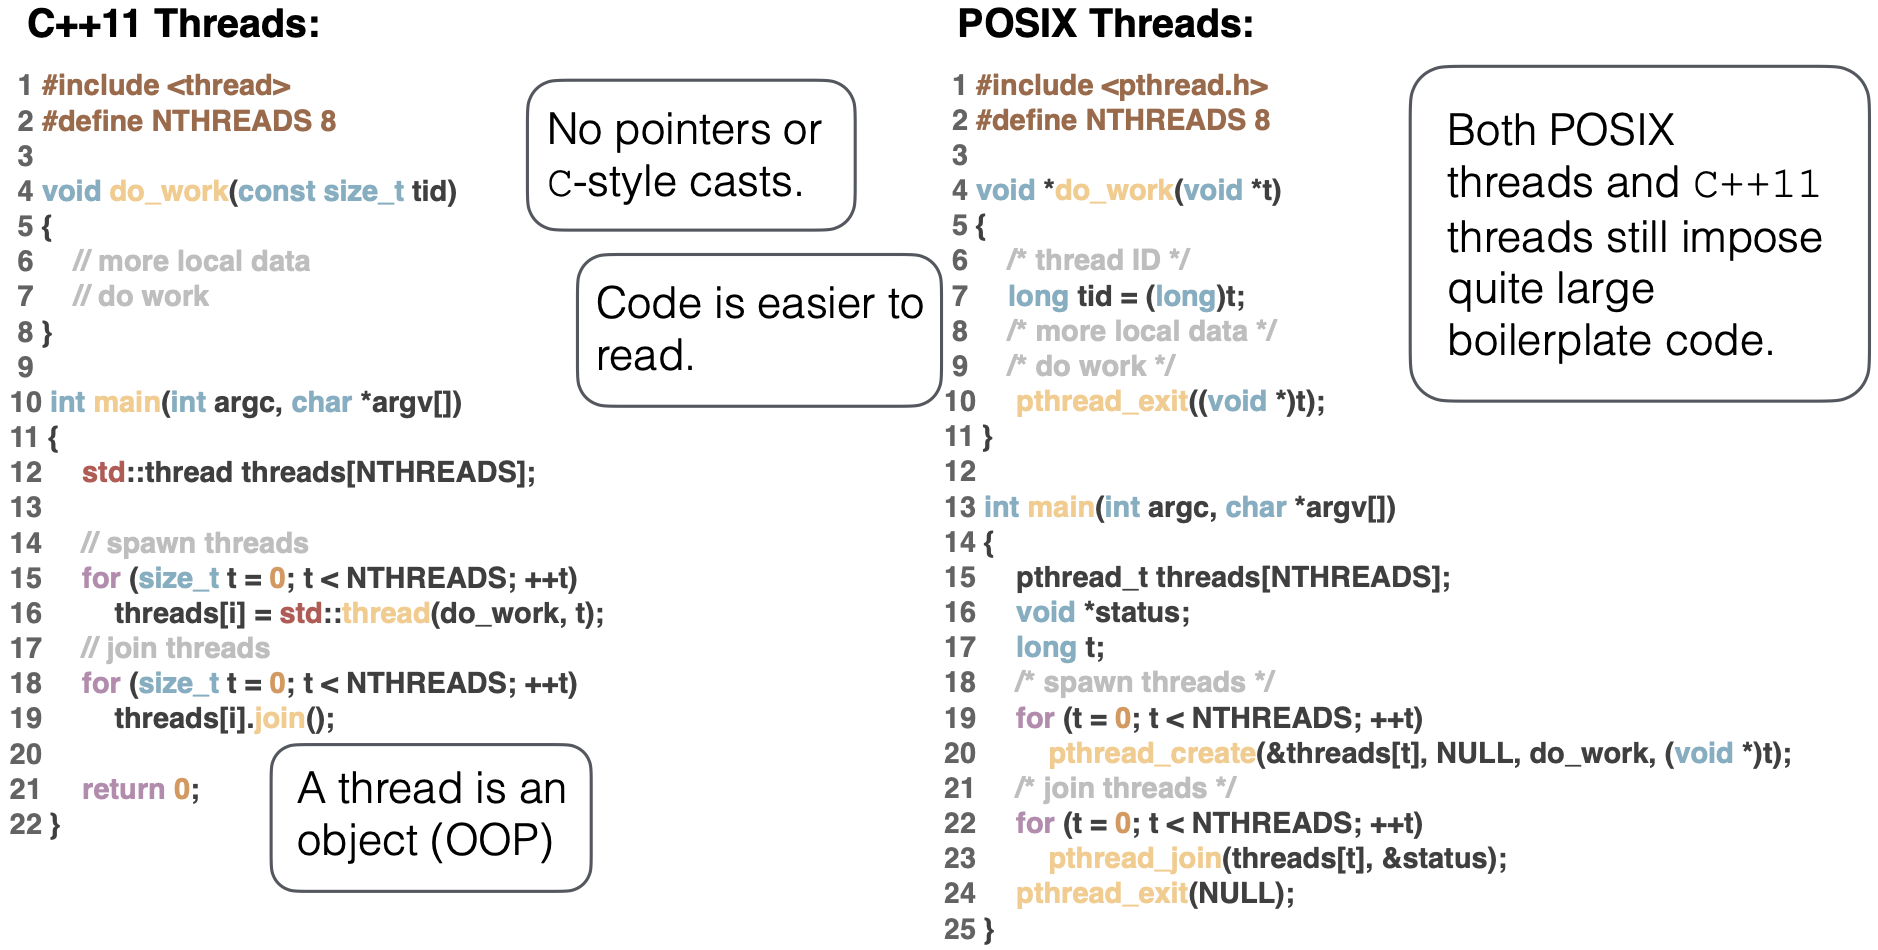 C++11 Threads:
1 #include <thread>
2 #define NTHREADS 8
3
4 void do_work(const size_t tid)
5 {
6 // more local data
7 // do work
8 }
9
10 int main(int argc, char *argv[])
11 {
12 std::thread threads[NTHREADS];
13
14 // spawn threads
15 for (size_t t = 0; t < NTHREADS; ++t)
16 threads[i] = std::thread(do_work, t);
17 // join threads
18 for (size_t t = 0; t < NTHREADS; ++t)
19 threads[i].join();
20
21 return 0;
22 }
No pointers or
C-style casts.
Code is easier to
read.
A thread is an
object (OOP)
POSIX Threads:
1 #include <pthread.h>
2 #define NTHREADS 8
3
4 void *do_work(void *t)
5 {
6 /* thread ID */
7 long tid = (long)t;
8 /* more local data */
9 /* do work */
10 pthread_exit((void *)t);
11 }
12
13 int main(int argc, char *argv[])
14 {
15 pthread_t threads[NTHREADS];
16 void *status;
17 long t;
18 /* spawn threads */
19 for (t = 0; t < NTHREADS; ++t)
20 pthread_create(&threads[t], NULL, do_work, (void *)t);
21 /* join threads */
22 for (t = 0; t < NTHREADS; ++t)
23 pthread_join(threads[t], &status);
24 pthread_exit(NULL);
25 }
Both POSIX
threads and C++11
threads still impose
quite large
boilerplate code.